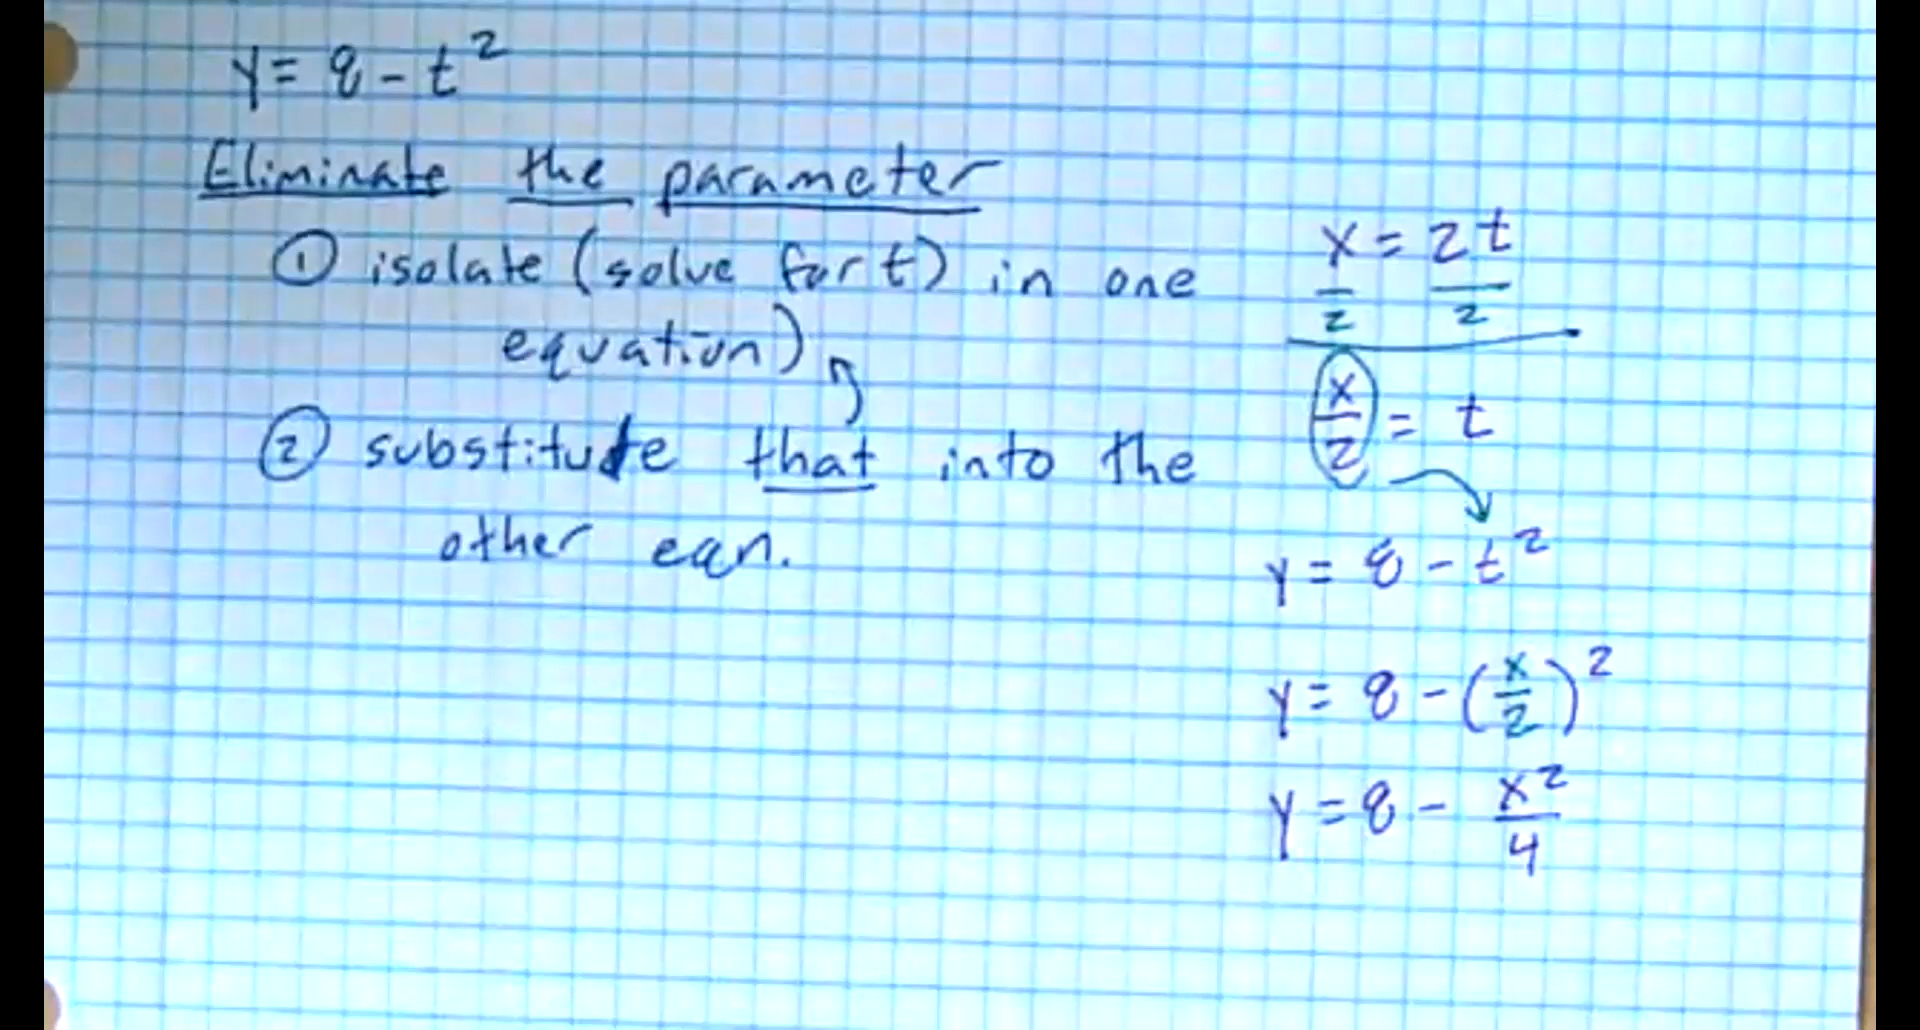 y = 8 - t²
Eliminate the parameter
① isolate (solve for t) in one
equation)
② substitute that into the
other eqn.
x = 2t
2 2
x/2 = t
y = 8 - t²
y = 8 - (x/2)²
y = 8 - x²/4